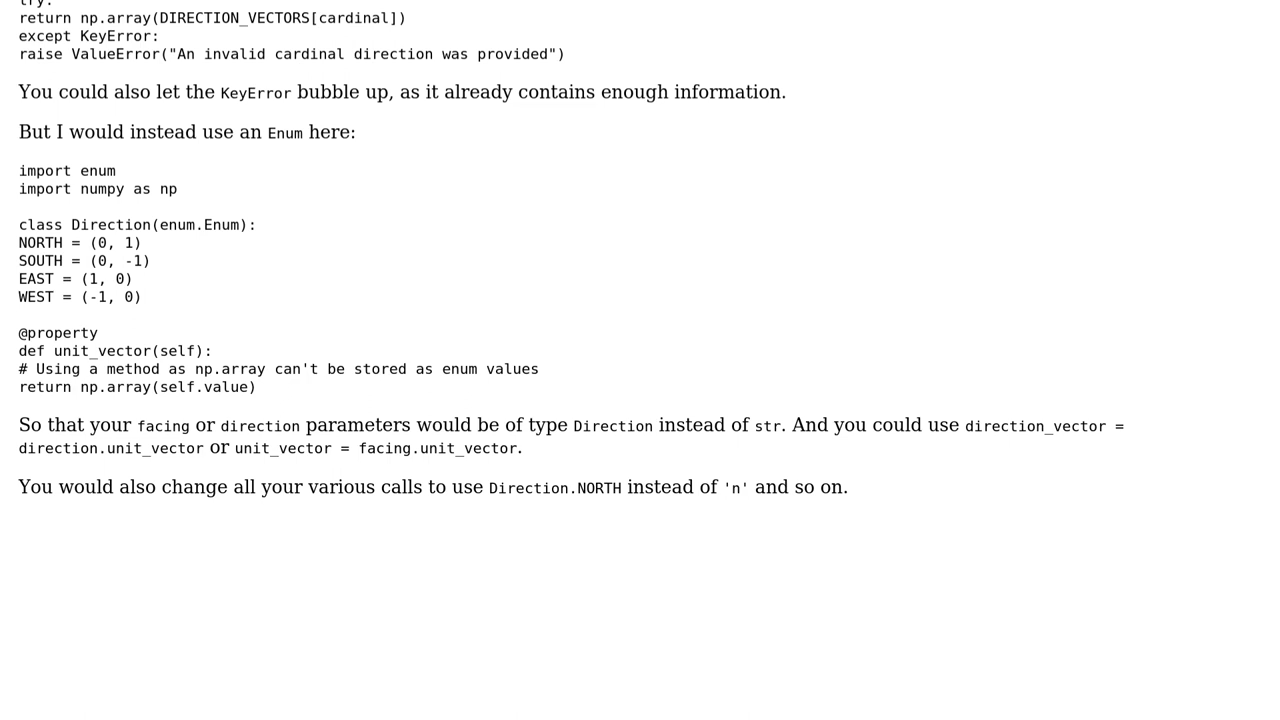 try:
return np.array(DIRECTION_VECTORS[cardinal])
except KeyError:
raise ValueError("An invalid cardinal direction was provided")
You could also let the KeyError bubble up, as it already contains enough information.
But I would instead use an Enum here:
import enum
import numpy as np
class Direction(enum.Enum):
NORTH = (0, 1)
SOUTH = (0, -1)
EAST = (1, 0)
WEST = (-1, 0)
@property
def unit_vector(self):
# Using a method as np.array can't be stored as enum values
return np.array(self.value)
So that your facing or direction parameters would be of type Direction instead of str. And you could use direction_vector =
direction.unit_vector or unit_vector = facing.unit_vector.
You would also change all your various calls to use Direction.NORTH instead of 'n' and so on.